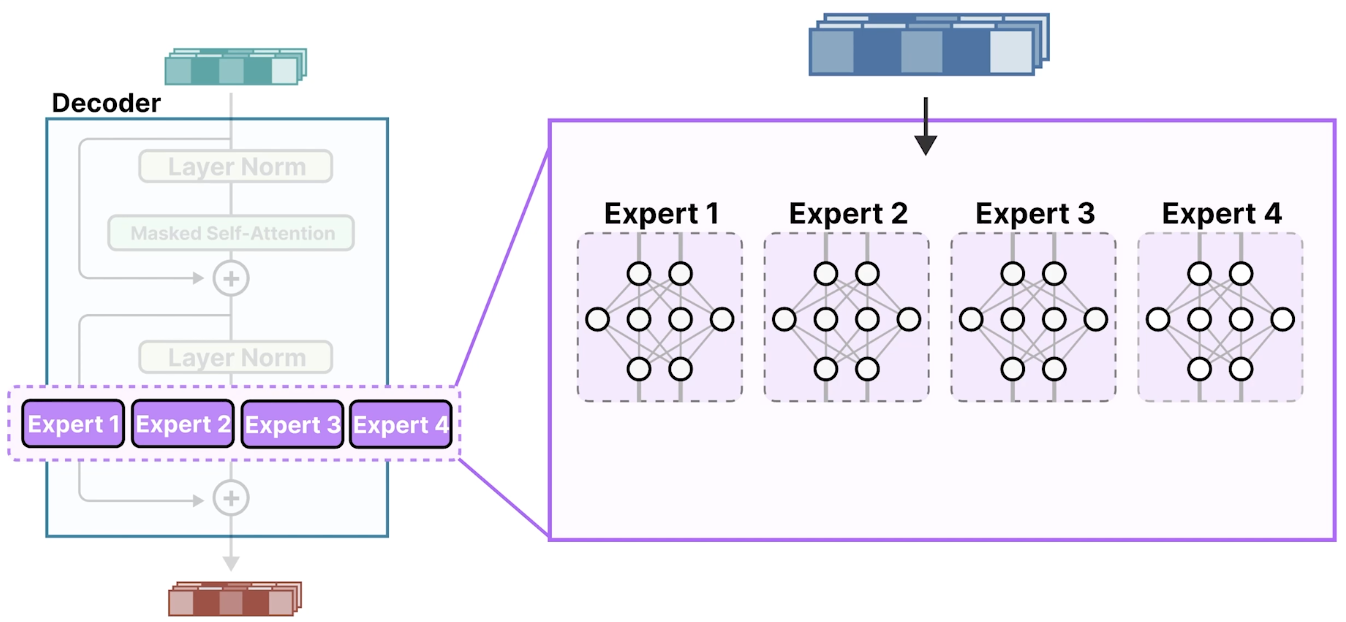 Decoder
Layer Norm
Masked Self-Attention
Layer Norm
Expert 1 Expert 2 Expert 3 Expert 4
Expert 1 Expert 2 Expert 3 Expert 4